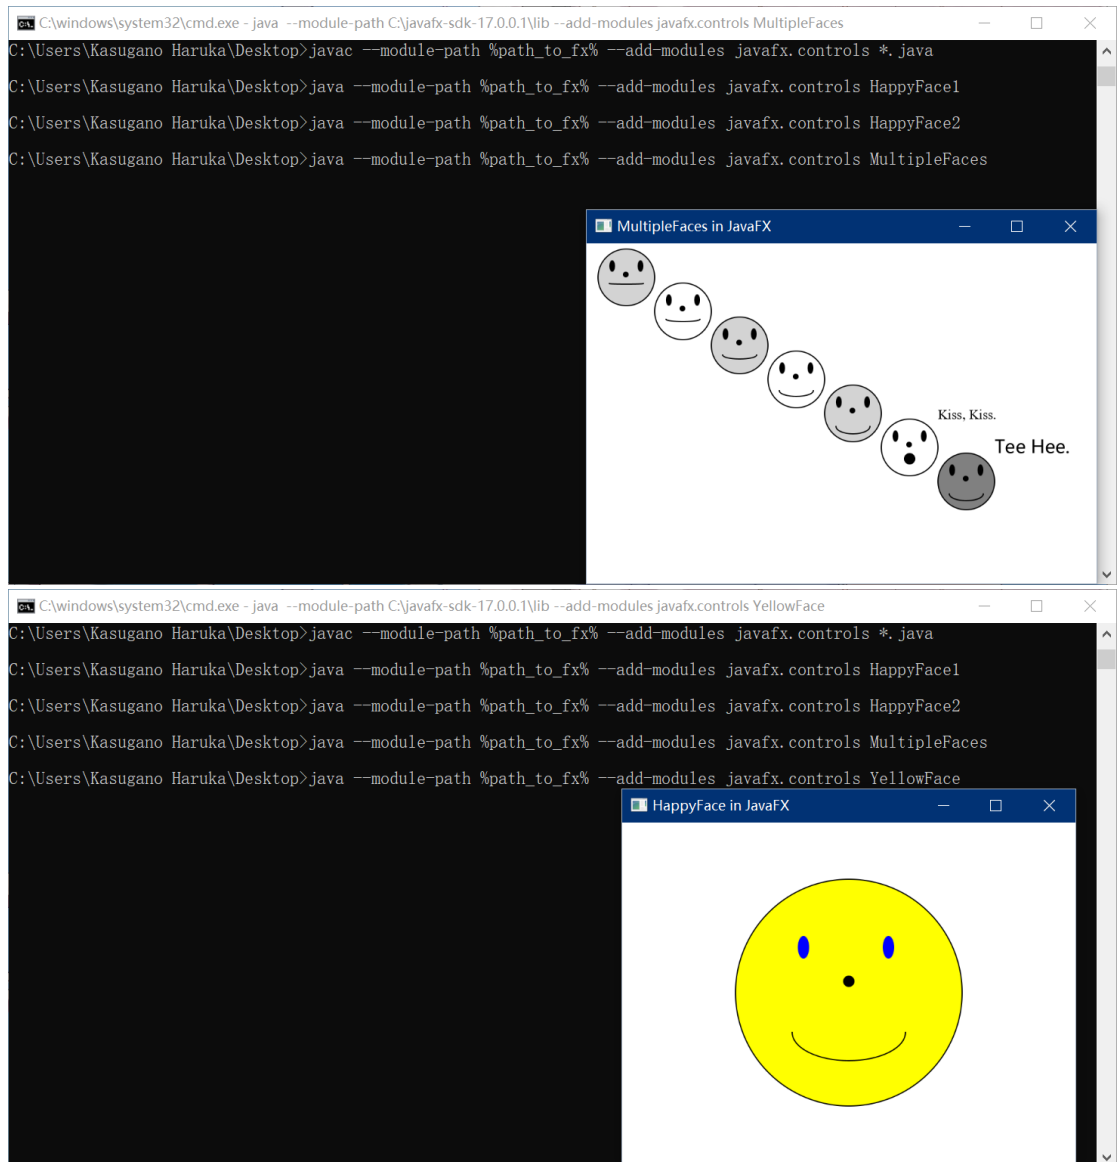 C:\windows\system32\cmd.exe - java --module-path C:\javafx-sdk-17.0.0.1\lib --add-modules javafx.controls MultipleFaces
C:\Users\Kasugano Haruka\Desktop>javac --module-path %path_to_fx% --add-modules javafx.controls *.java
C:\Users\Kasugano Haruka\Desktop>java --module-path %path_to_fx% --add-modules javafx.controls HappyFace1
C:\Users\Kasugano Haruka\Desktop>java --module-path %path_to_fx% --add-modules javafx.controls HappyFace2
C:\Users\Kasugano Haruka\Desktop>java --module-path %path_to_fx% --add-modules javafx.controls MultipleFaces
MultipleFaces in JavaFX
Kiss, Kiss.
Tee Hee.
C:\windows\system32\cmd.exe - java --module-path C:\javafx-sdk-17.0.0.1\lib --add-modules javafx.controls YellowFace
C:\Users\Kasugano Haruka\Desktop>javac --module-path %path_to_fx% --add-modules javafx.controls *.java
C:\Users\Kasugano Haruka\Desktop>java --module-path %path_to_fx% --add-modules javafx.controls HappyFace1
C:\Users\Kasugano Haruka\Desktop>java --module-path %path_to_fx% --add-modules javafx.controls HappyFace2
C:\Users\Kasugano Haruka\Desktop>java --module-path %path_to_fx% --add-modules javafx.controls MultipleFaces
C:\Users\Kasugano Haruka\Desktop>java --module-path %path_to_fx% --add-modules javafx.controls YellowFace
HappyFace in JavaFX